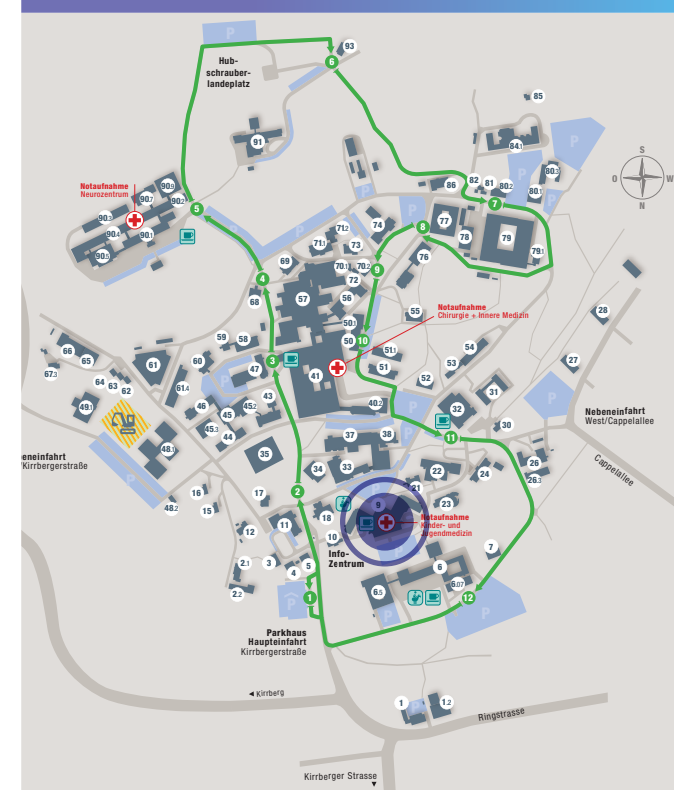 P
93
6
Hub-
schrauber-
landeplatz
P
85
91
84.1
P
80.3
S
O
W
N
Notaufnahme
Neurozentrum
90.9
90.7
90.2
90.3
90.4
90.1
90.5
5
86
82
81
80.2
80.1
P
7
P
77
78
79
79.1
8
74
71.2
71.1
73
70.1
70.2
72
76
9
69
4
68
57
56
55
Notaufnahme
Chirurgie + Innere Medizin
50.1
50
10
28
59
58
60
3
47
41
51.1
51
54
53
52
27
66
65
67.3
64
63
62
61
61.4
49.1
46
45
45.2
43
45.3
44
40.2
32
31
30
P
Nebeneinfahrt
West/Cappelallee
Cappelallee
11
48.1
35
37
38
34
33
22
24
26
26.3
eneinfahrt
/Kirrbergerstraße
P
48.2
16
15
17
2
21
23
9
18
10
Notaufnahme
Kinder- und
Jugendmedizin
12
11
Info-
Zentrum
7
2.1
3
4
5
2.2
6
6.07
6.5
P
1
12
P
P
Parkhaus
Haupteinfahrt
Kirrbergerstraße
◄ Kirrberg
1
P
1.2
Ringstrasse
Kirrberger Strasse
▼